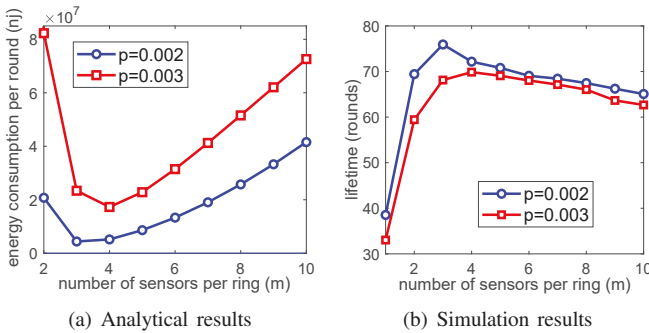 ×10⁷
8
6
4
2
0
energy consumption per round (nj)
p=0.002
p=0.003
2 4 6 8 10
number of sensors per ring (m)
(a) Analytical results
80
70
60
50
40
30
lifetime (rounds)
p=0.002
p=0.003
2 4 6 8 10
number of sensors per ring (m)
(b) Simulation results